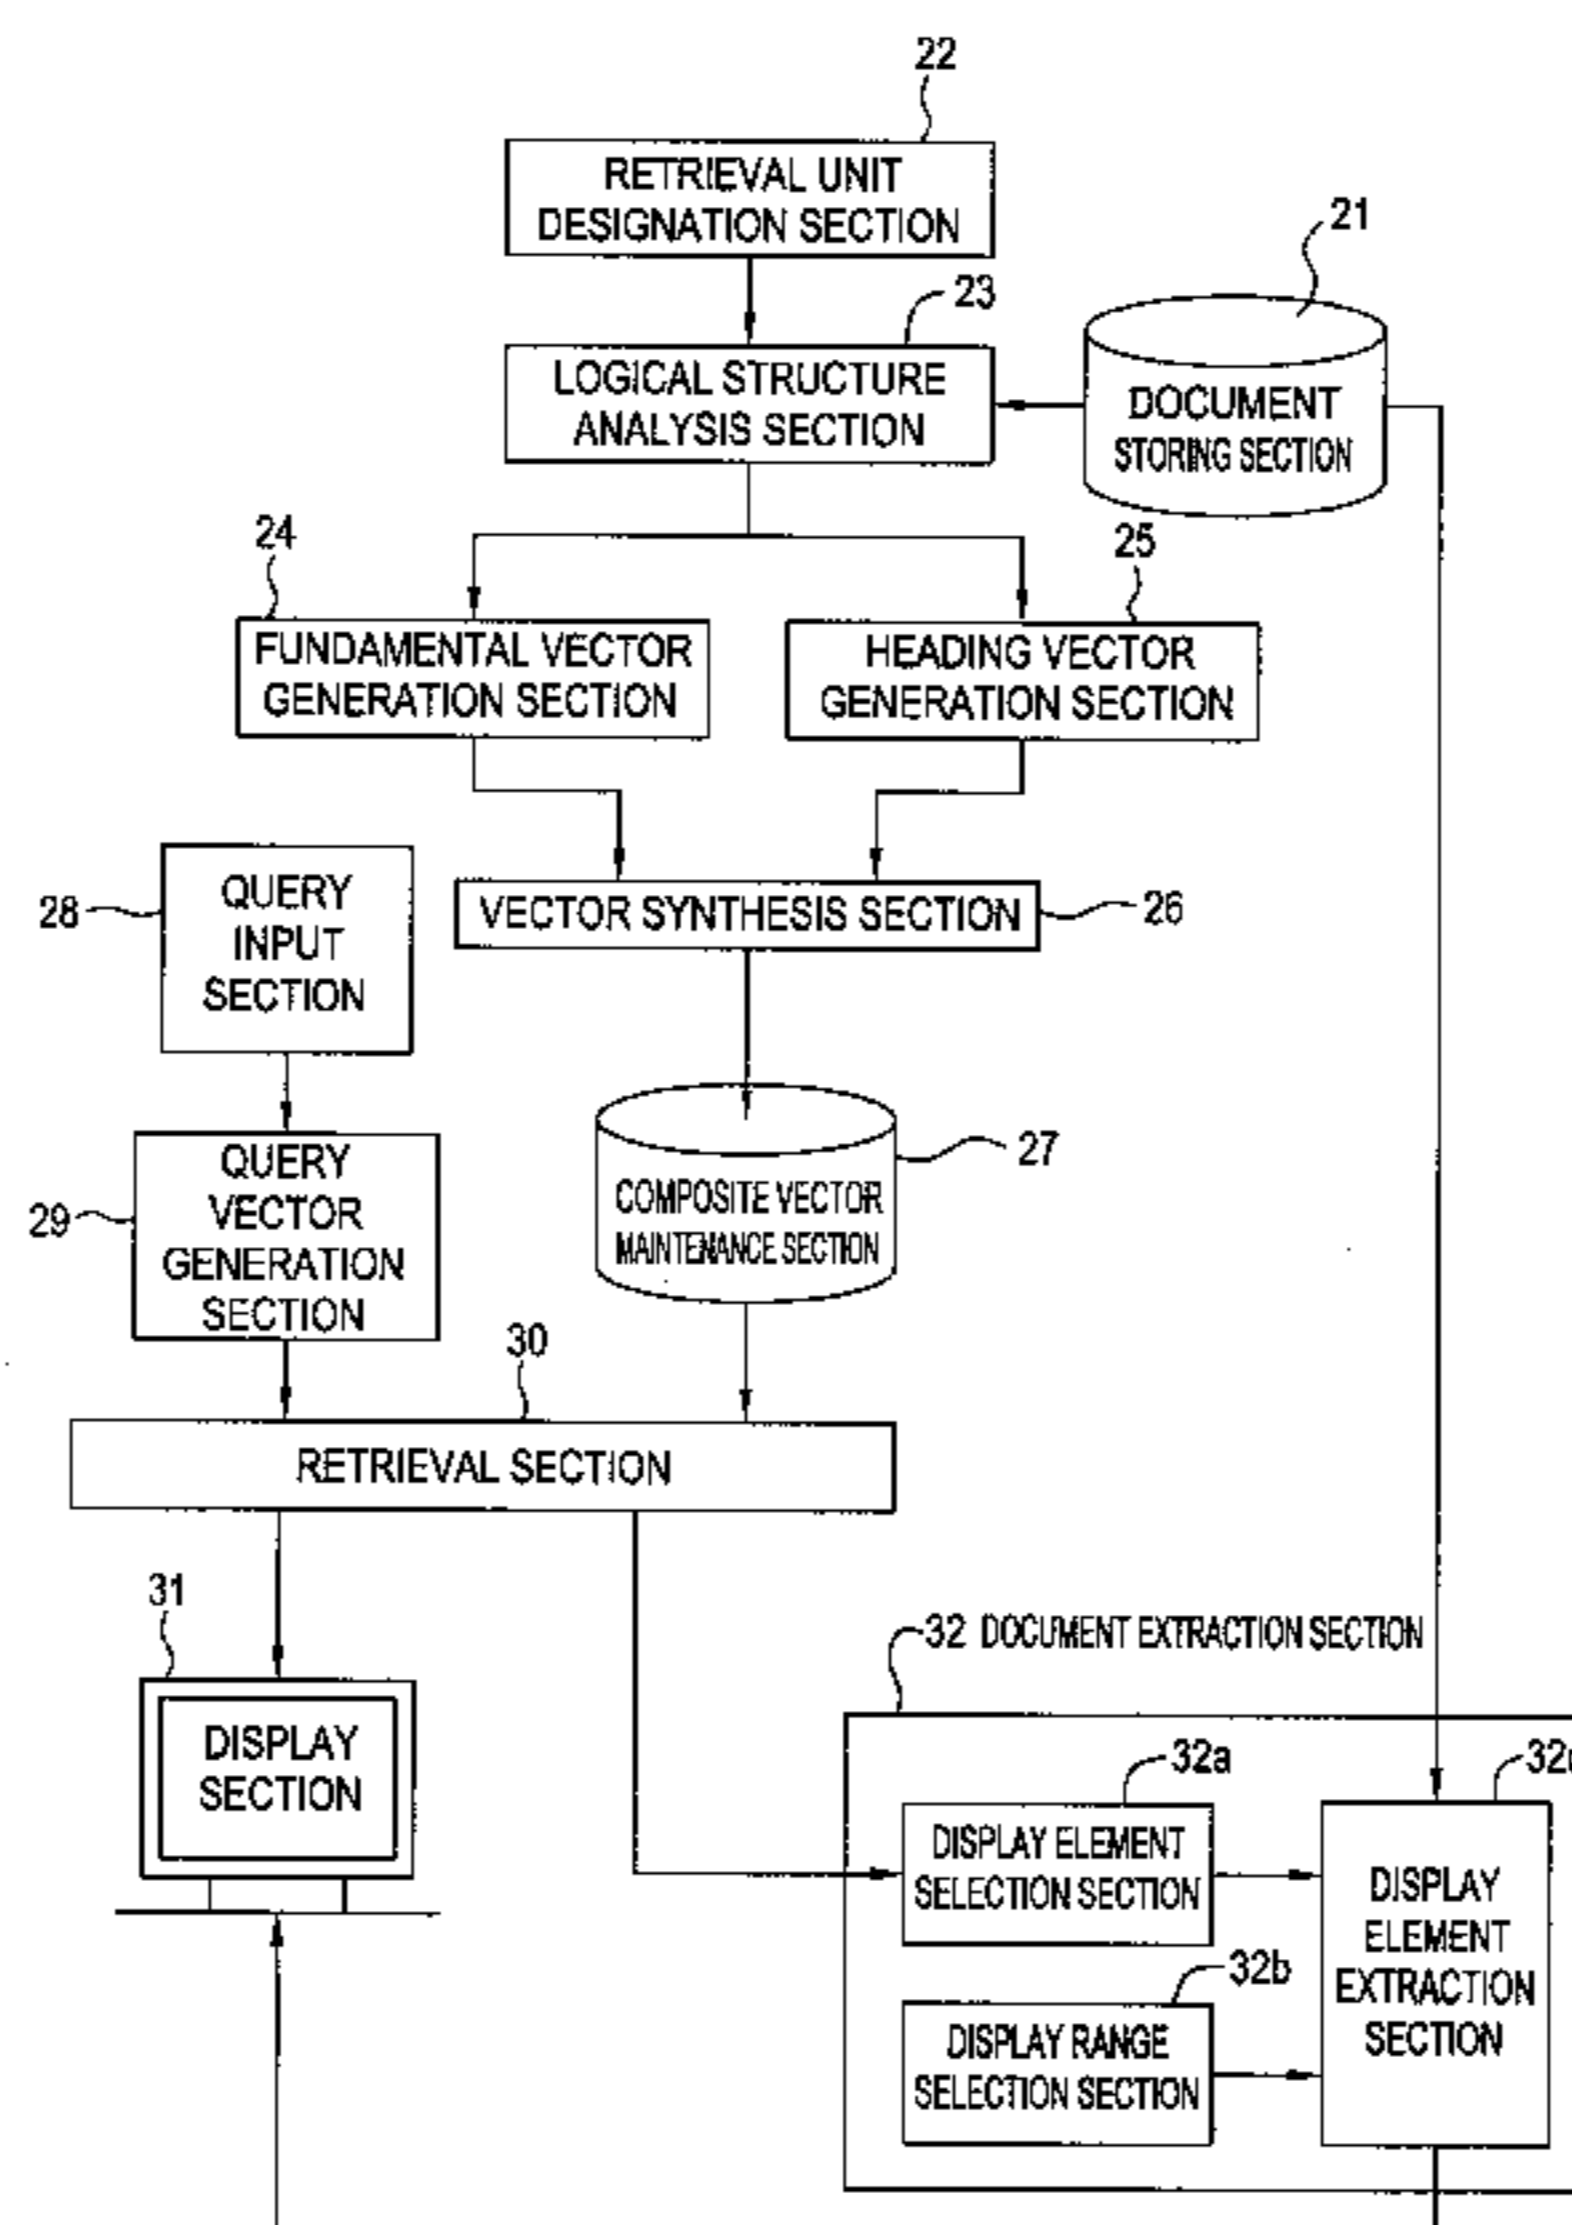 22
RETRIEVAL UNIT
DESIGNATION SECTION
21
23
LOGICAL STRUCTURE
ANALYSIS SECTION
DOCUMENT
STORING SECTION
24
25
FUNDAMENTAL VECTOR
GENERATION SECTION
HEADING VECTOR
GENERATION SECTION
28
QUERY
INPUT
SECTION
VECTOR SYNTHESIS SECTION
26
29
QUERY
VECTOR
GENERATION
SECTION
27
COMPOSITE VECTOR
MAINTENANCE SECTION
30
RETRIEVAL SECTION
31
DISPLAY
SECTION
32 DOCUMENT EXTRACTION SECTION
32a
DISPLAY ELEMENT
SELECTION SECTION
32b
DISPLAY RANGE
SELECTION SECTION
DISPLAY
ELEMENT
EXTRACTION
SECTION